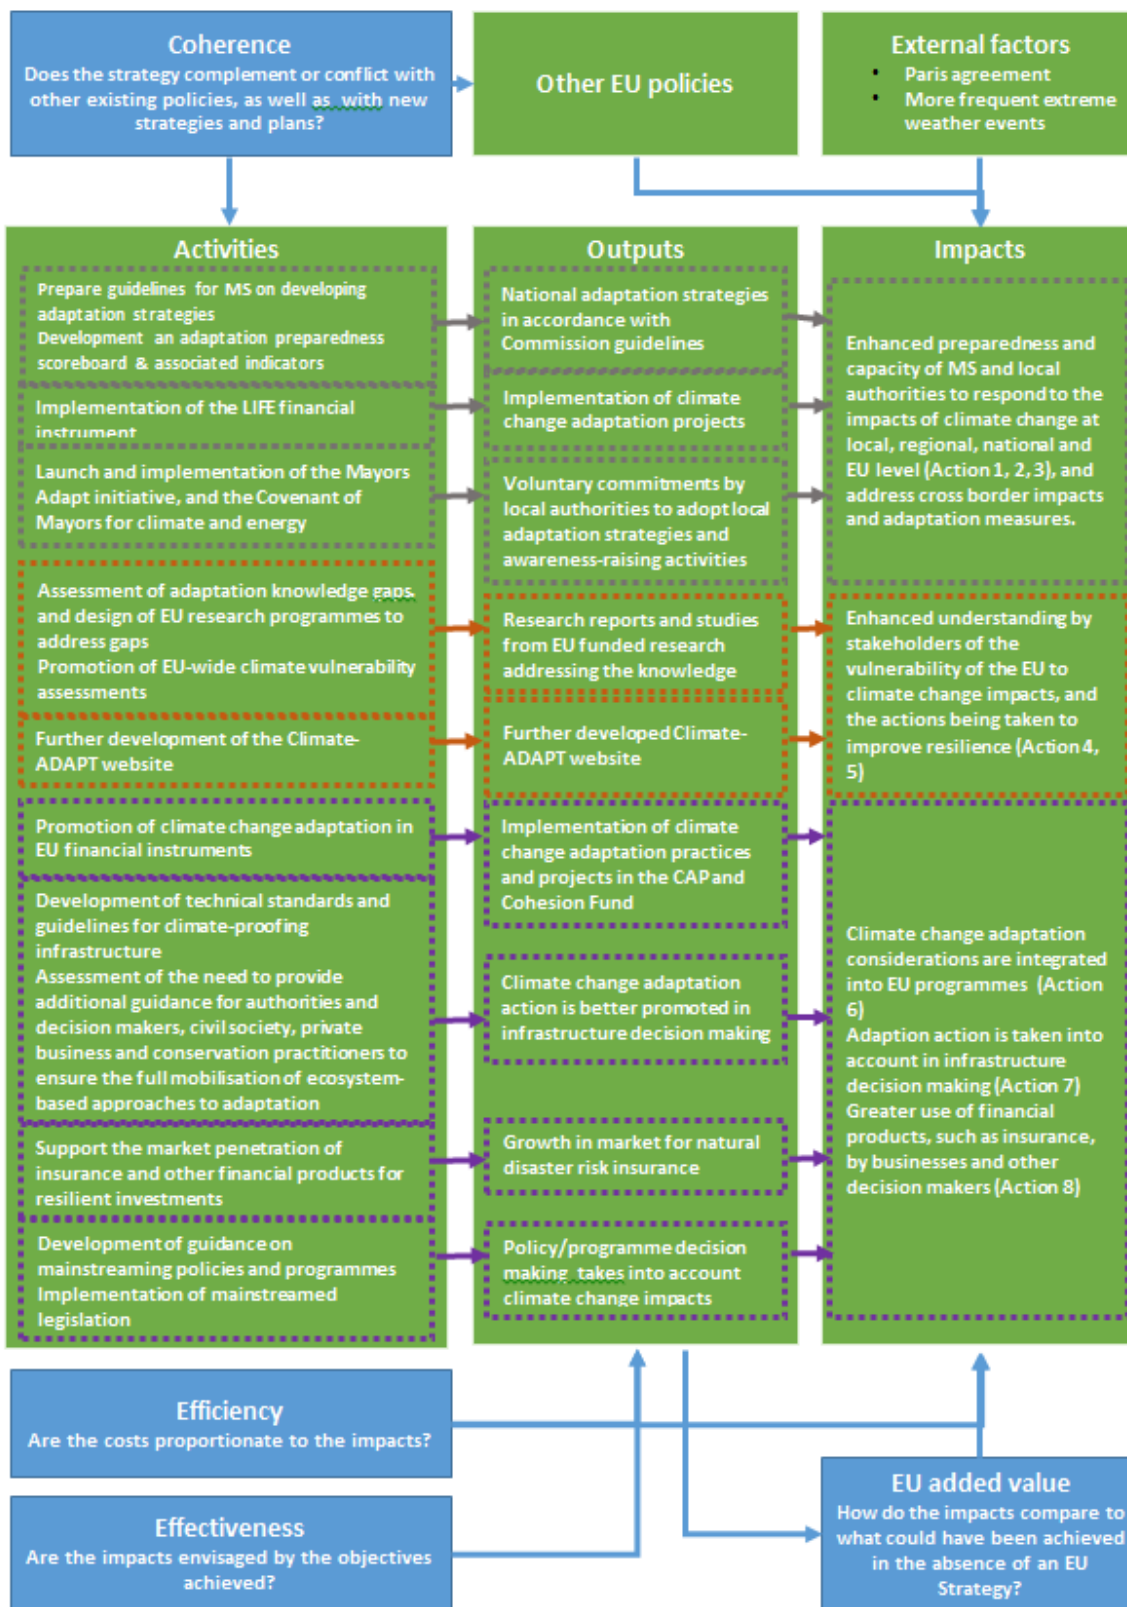 Coherence
Does the strategy complement or conflict with
other existing policies, as well as with new
strategies and plans?
Other EU policies
External factors
• Paris agreement
• More frequent extreme
weather events
Activities
Prepare guidelines for MS on developing
adaptation strategies
Development an adaptation preparedness
scoreboard & associated indicators
Implementation of the LIFE financial
instrument
Launch and implementation of the Mayors
Adapt initiative, and the Covenant of
Mayors for climate and energy
Assessment of adaptation knowledge gaps,
and design of EU research programmes to
address gaps
Promotion of EU-wide climate vulnerability
assessments
Further development of the Climate-
ADAPT website
Promotion of climate change adaptation in
EU financial instruments
Development of technical standards and
guidelines for climate-proofing
infrastructure
Assessment of the need to provide
additional guidance for authorities and
decision makers, civil society, private
business and conservation practitioners to
ensure the full mobilisation of ecosystem-
based approaches to adaptation
Support the market penetration of
insurance and other financial products for
resilient investments
Development of guidance on
mainstreaming policies and programmes
Implementation of mainstreamed
legislation
Outputs
National adaptation strategies
in accordance with
Commission guidelines
Implementation of climate
change adaptation projects
Voluntary commitments by
local authorities to adopt local
adaptation strategies and
awareness-raising activities
Research reports and studies
from EU funded research
addressing the knowledge
Further developed Climate-
ADAPT website
Implementation of climate
change adaptation practices
and projects in the CAP and
Cohesion Fund
Climate change adaptation
action is better promoted in
infrastructure decision making
Growth in market for natural
disaster risk insurance
Policy/programme decision
making takes into account
climate change impacts
Impacts
Enhanced preparedness and
capacity of MS and local
authorities to respond to the
impacts of climate change at
local, regional, national and
EU level (Action 1, 2, 3), and
address cross border impacts
and adaptation measures.
Enhanced understanding by
stakeholders of the
vulnerability of the EU to
climate change impacts, and
the actions being taken to
improve resilience (Action 4,
5)
Climate change adaptation
considerations are integrated
into EU programmes (Action
6)
Adaption action is taken into
account in infrastructure
decision making (Action 7)
Greater use of financial
products, such as insurance,
by businesses and other
decision makers (Action 8)
Efficiency
Are the costs proportionate to the impacts?
Effectiveness
Are the impacts envisaged by the objectives
achieved?
EU added value
How do the impacts compare to
what could have been achieved
in the absence of an EU
Strategy?